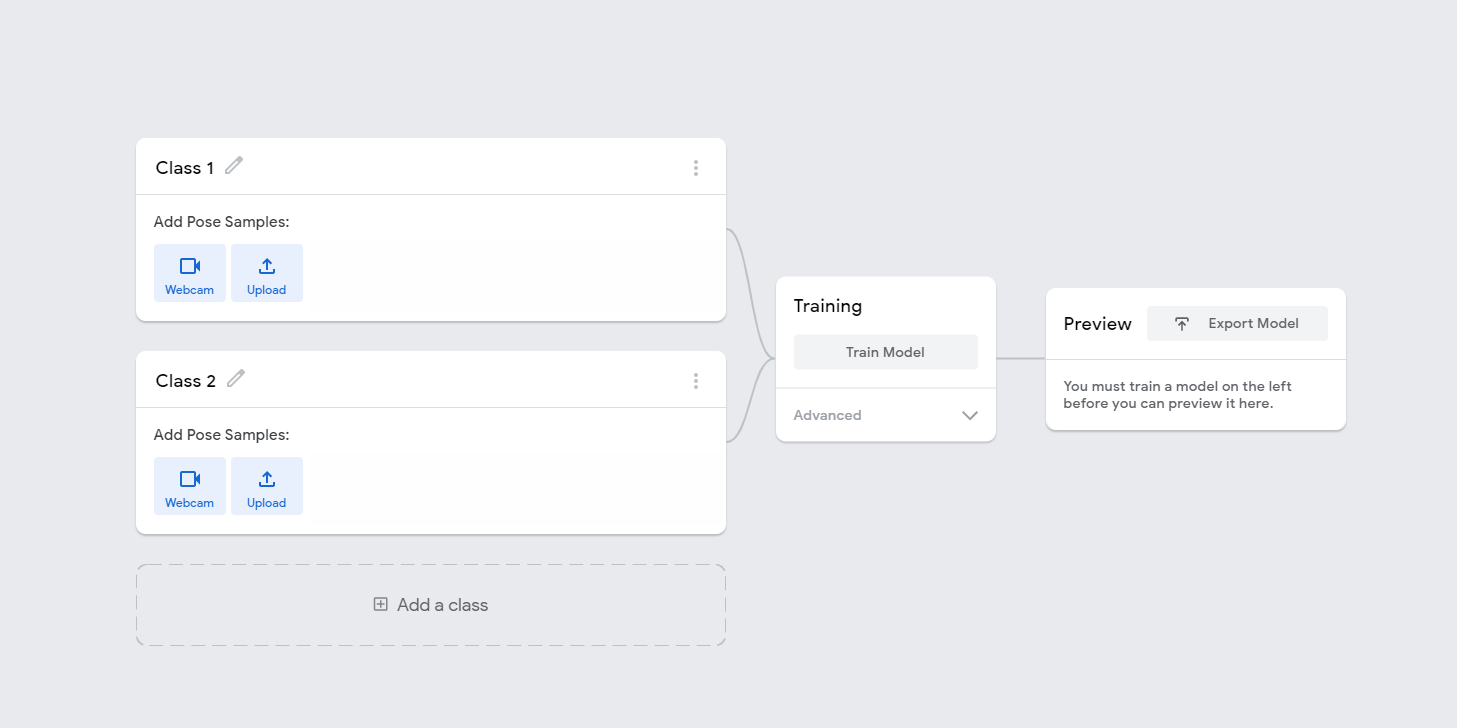 Class 1
Add Pose Samples:
Webcam
Upload
Class 2
Add Pose Samples:
Webcam
Upload
Add a class
Training
Train Model
Advanced
Preview
Export Model
You must train a model on the left
before you can preview it here.